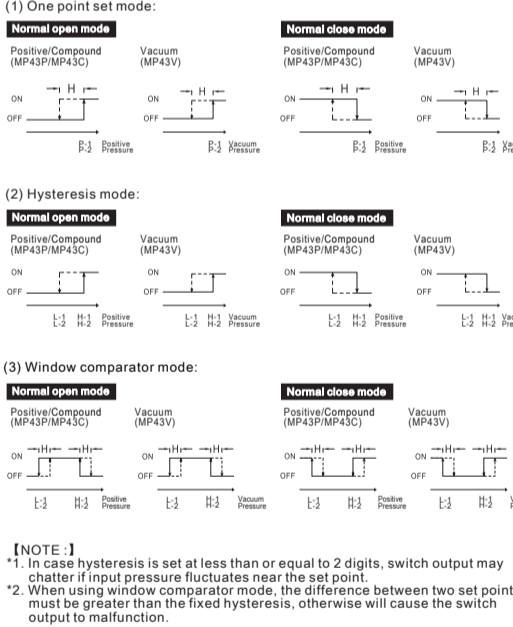 (1) One point set mode:
Normal open mode
Normal close mode
Positive/Compound
(MP43P/MP43C)
Vacuum
(MP43V)
Positive/Compound
(MP43P/MP43C)
Vacuum
(MP43V)
H
H
H
H
ON
OFF
ON
OFF
ON
OFF
ON
OFF
P-1
P-2
Positive
Pressure
P-1
P-2
Vacuum
Pressure
P-1
P-2
Positive
Pressure
P-1
P-2
(2) Hysteresis mode:
Normal open mode
Normal close mode
Positive/Compound
(MP43P/MP43C)
Vacuum
(MP43V)
Positive/Compound
(MP43P/MP43C)
Vacuum
(MP43V)
ON
OFF
ON
OFF
ON
OFF
ON
OFF
L-1 H-1 Positive
L-2 H-2 Pressure
L-1 H-1 Vacuum
L-2 H-2 Pressure
L-1 H-1 Positive
L-2 H-2 Pressure
L-1 H-1
L-2 H-2
(3) Window comparator mode:
Normal open mode
Normal close mode
Positive/Compound
(MP43P/MP43C)
Vacuum
(MP43V)
Positive/Compound
(MP43P/MP43C)
Vacuum
(MP43V)
H H
H H
H H
H H
ON
OFF
ON
OFF
ON
OFF
ON
OFF
L-1 H-1 Positive
L-2 H-2 Pressure
L-1 H-1 Vacuum
L-2 H-2 Pressure
L-1 H-1 Positive
L-2 H-2 Pressure
L-1 H-1
L-2 H-2
【NOTE :】
*1. In case hysteresis is set at less than or equal to 2 digits, switch output may
chatter if input pressure fluctuates near the set point.
*2. When using window comparator mode, the difference between two set point
must be greater than the fixed hysteresis, otherwise will cause the switch
output to malfunction.